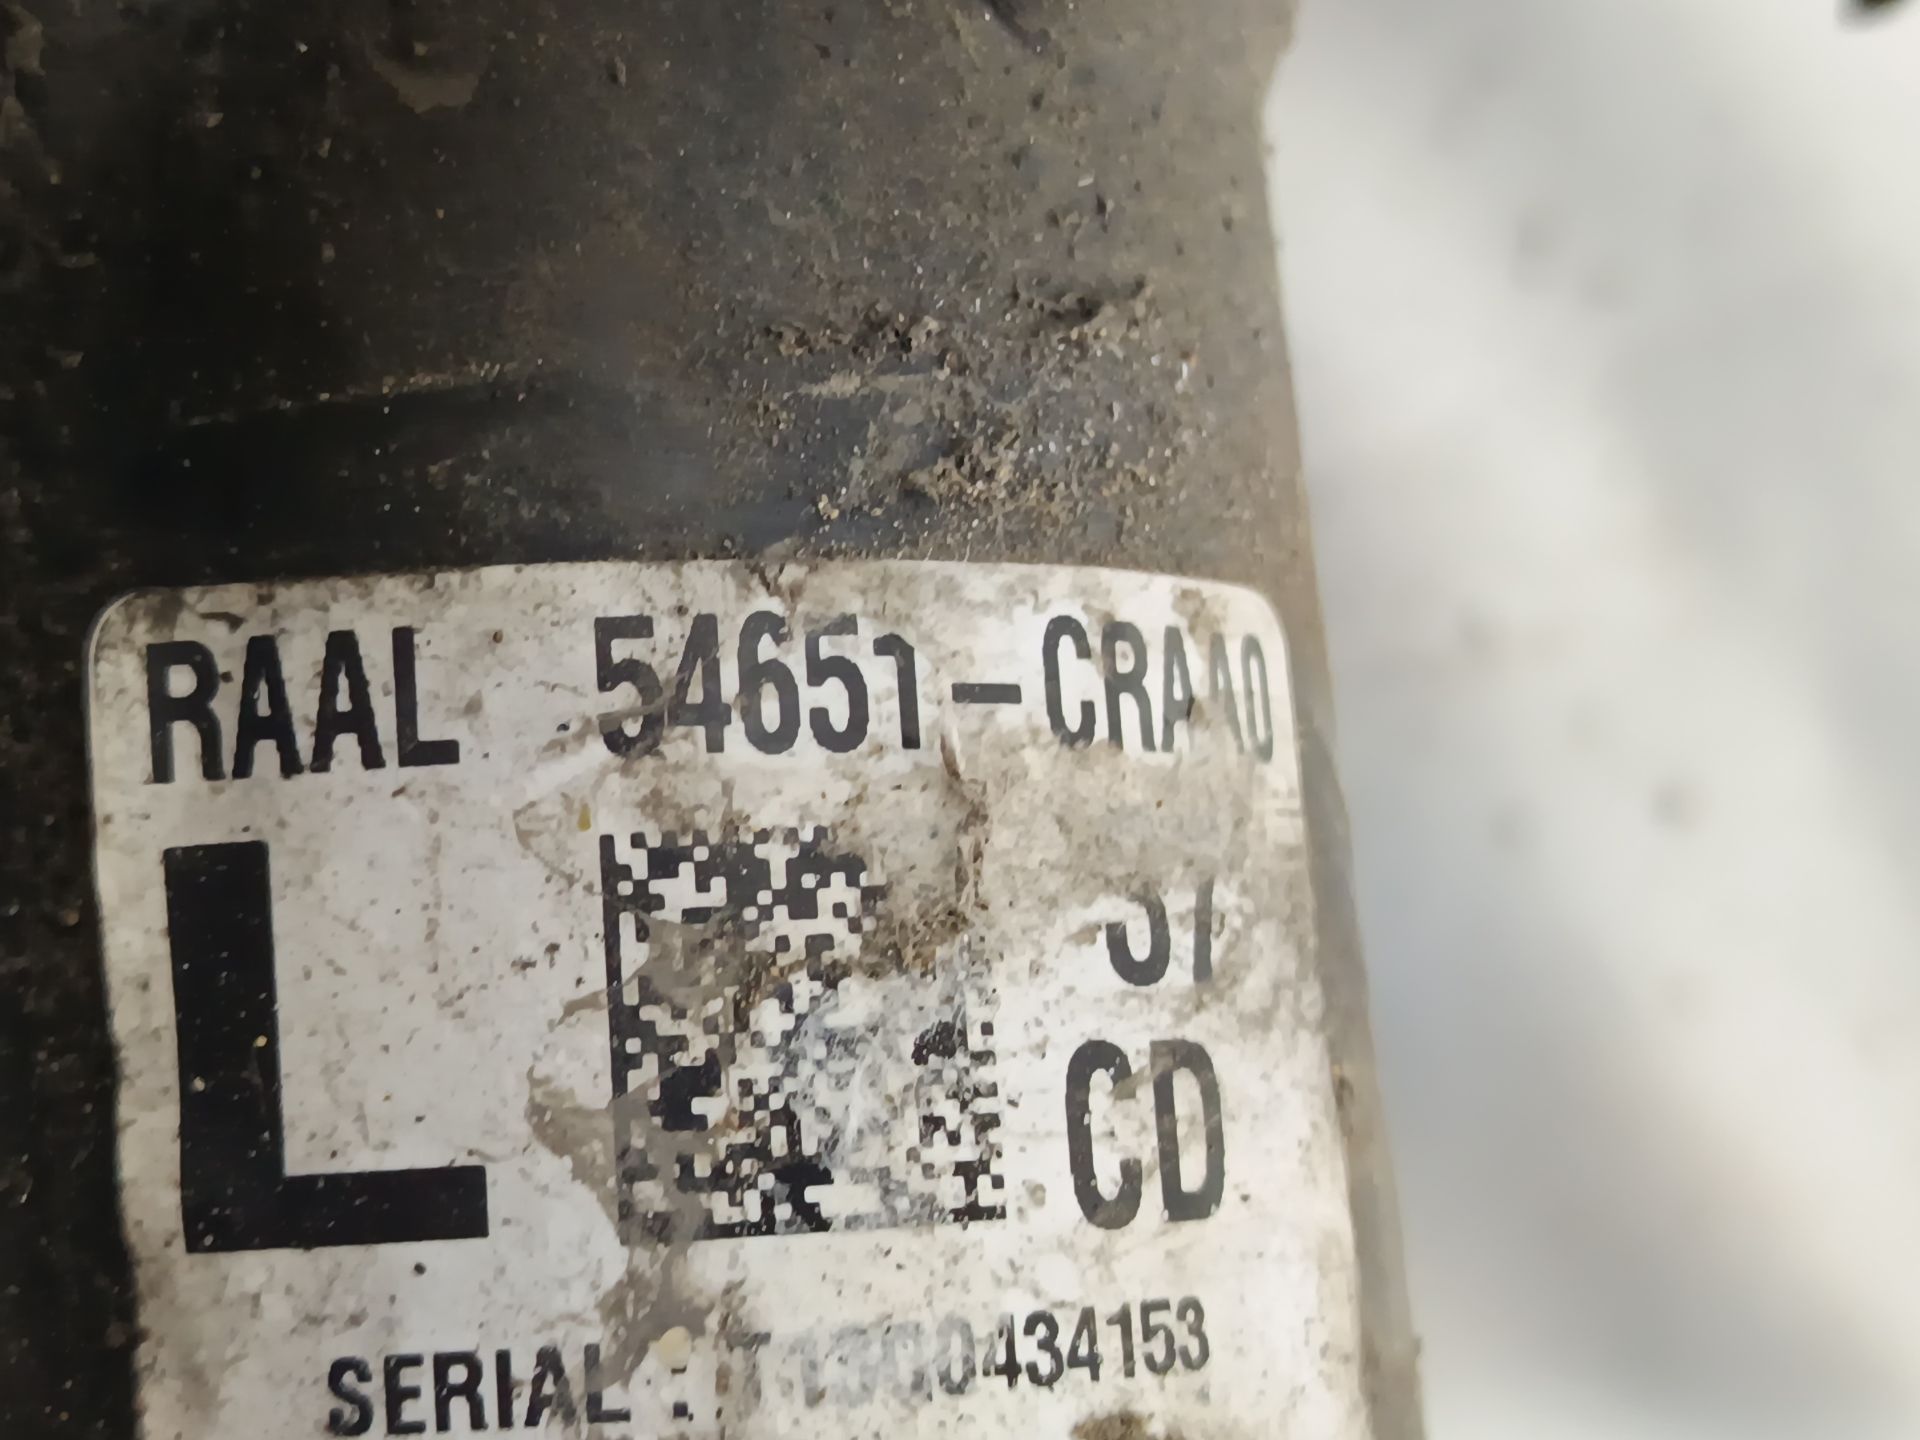 RAAL 54651-CRAA0
L
CD
SERIAL :